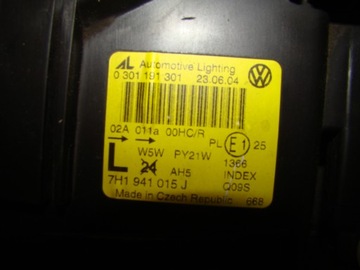 AL Automotive Lighting
0 301 191 301 23.06.04
02A 011a 00HC/R
PL E1 25
W5W PY21W 1366
L 24 AH5 INDEX
7H1 941 015 J Q09S
Made in Czech Republic 668